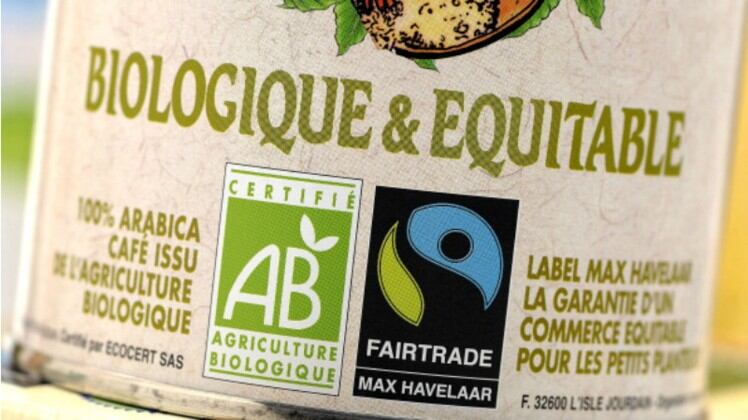 BIOLOGIQUE & EQUITABLE
100% ARABICA
CAFÉ ISSU
DE L'AGRICULTURE
BIOLOGIQUE
Certifié par ECOCERT SAS
CERTIFIÉ
AB
AGRICULTURE
BIOLOGIQUE
FAIRTRADE
MAX HAVELAAR
LABEL MAX HAVELAAR
LA GARANTIE D'UN
COMMERCE EQUITABLE
POUR LES PETITS
F. 32600 L'ISLE JOURDAIN